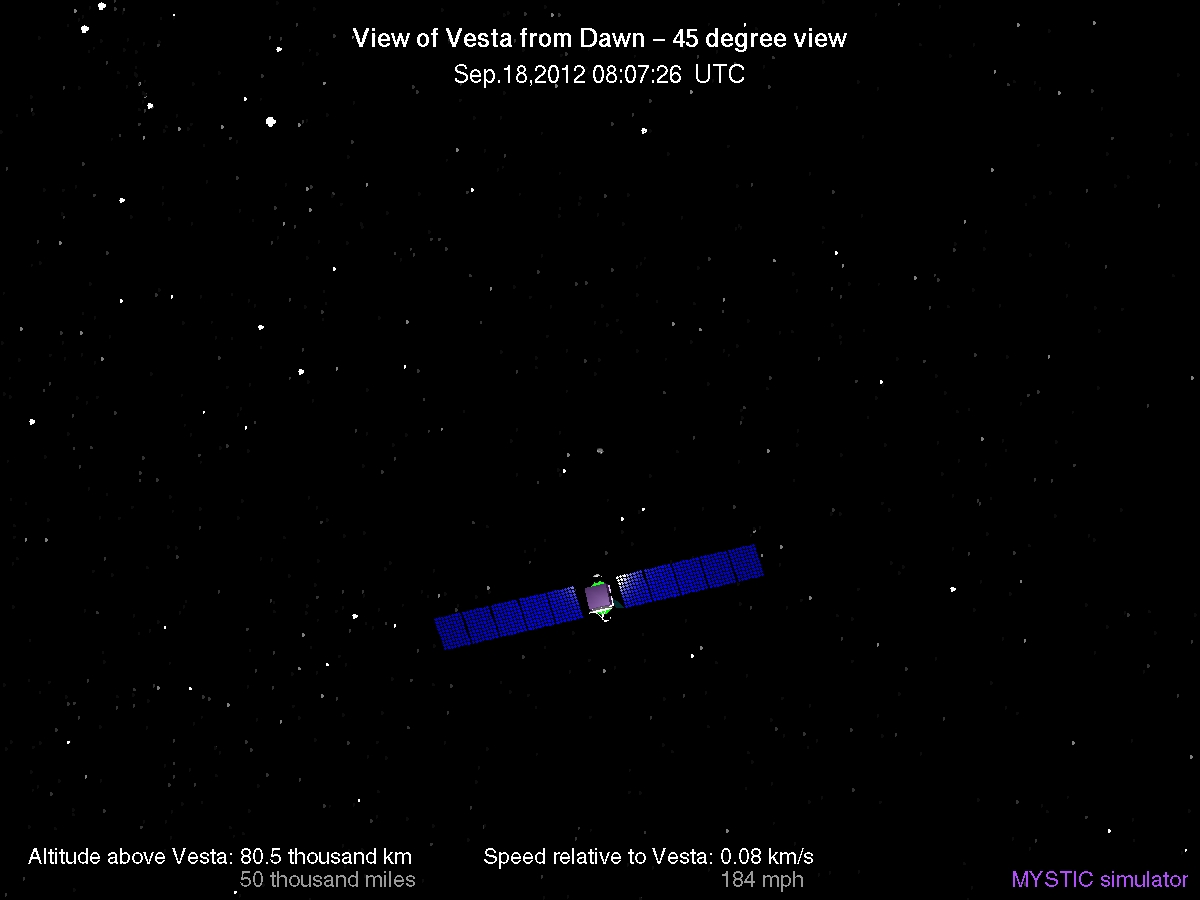 View of Vesta from Dawn – 45 degree view
Sep.18,2012 08:07:26 UTC
Altitude above Vesta: 80.5 thousand km
50 thousand miles
Speed relative to Vesta: 0.08 km/s
184 mph
MYSTIC simulator